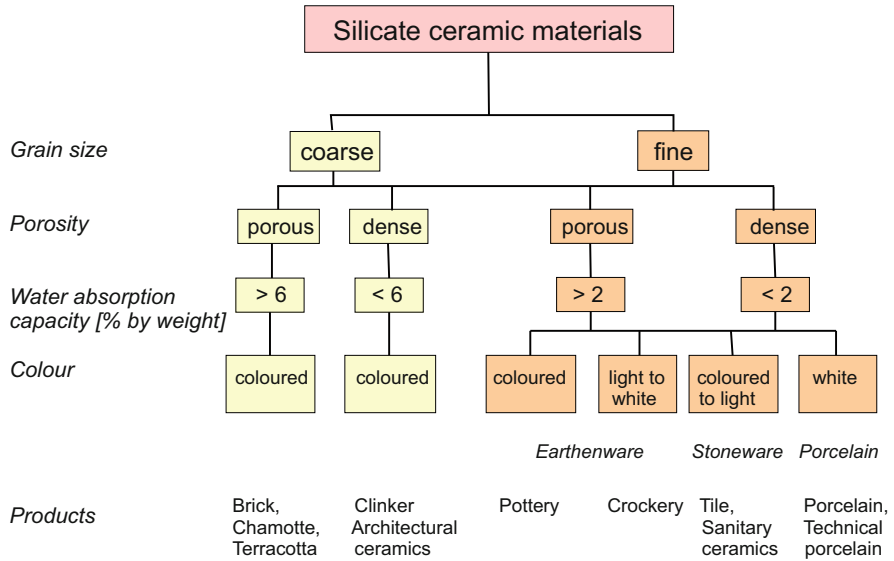 Silicate ceramic materials
Grain size
coarse
fine
Porosity
porous
dense
porous
dense
Water absorption
capacity [% by weight]
> 6
< 6
> 2
< 2
Colour
coloured
coloured
coloured
light to
white
coloured
to light
white
Earthenware
Stoneware
Porcelain
Products
Brick,
Chamotte,
Terracotta
Clinker
Architectural
ceramics
Pottery
Crockery
Tile,
Sanitary
ceramics
Porcelain,
Technical
porcelain